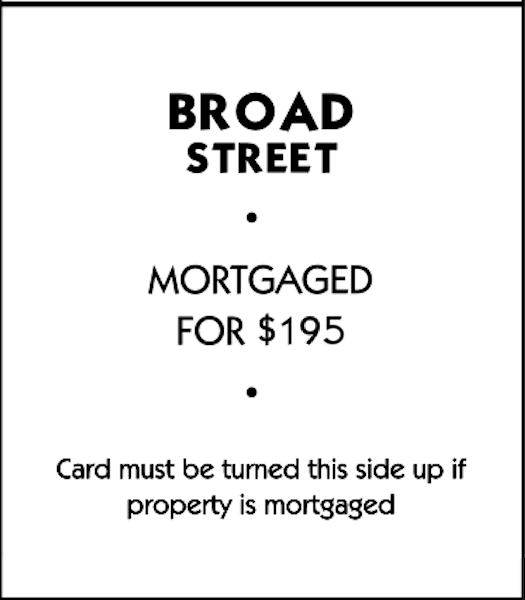 BROAD
STREET
•
MORTGAGED
FOR $195
•
Card must be turned this side up if
property is mortgaged